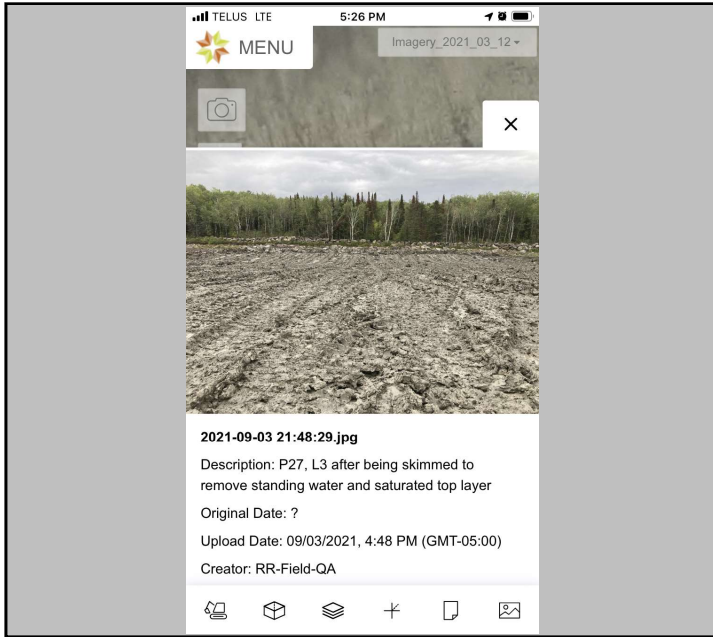 TELUS LTE 5:26 PM
MENU
Imagery_2021_03_12
2021-09-03 21:48:29.jpg
Description: P27, L3 after being skimmed to
remove standing water and saturated top layer
Original Date: ?
Upload Date: 09/03/2021, 4:48 PM (GMT-05:00)
Creator: RR-Field-QA